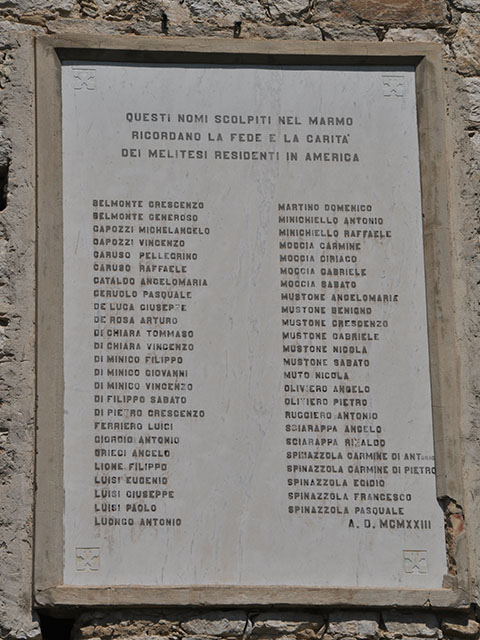 QUESTI NOMI SCOLPITI NEL MARMO
RICORDANO LA FEDE E LA CARITA'
DEI MELITESI RESIDENTI IN AMERICA
BELMONTE CRESCENZO
BELMONTE GENEROSO
CAPOZZI MICHELANGELO
CAPOZZI VINCENZO
CARUSO PELLEGRINO
CARUSO RAFFAELE
CATALDO ANGELOMARIA
CERUOLO PASQUALE
DE LUCA GIUSEPPE
DE ROSA ARTURO
DI CHIARA TOMMASO
DI CHIARA VINCENZO
DI MINICO FILIPPO
DI MINICO GIOVANNI
DI MINICO VINCENZO
DI FILIPPO SABATO
DI PIETRO CRESCENZO
FERRIERO LUIGI
GIORGIO ANTONIO
GRIECI ANGELO
LIONE FILIPPO
LUISI EUGENIO
LUISI GIUSEPPE
LUISI PAOLO
LUONGO ANTONIO
MARTINO DOMENICO
MINICHIELLO ANTONIO
MINICHIELLO RAFFAELE
MOCCIA CARMINE
MOCCIA CIRIACO
MOCCIA GABRIELE
MOCCIA SABATO
MUSTONE ANGELOMARIA
MUSTONE BENIGNO
MUSTONE CRESCENZO
MUSTONE GABRIELE
MUSTONE NICOLA
MUSTONE SABATO
MUTO NICOLA
OLIVIERO ANGELO
OLIVIERO PIETRO
RUGGIERO ANTONIO
SCIARAPPA ANGELO
SCIARAPPA RINALDO
SPINAZZOLA CARMINE DI ANTONIO
SPINAZZOLA CARMINE DI PIETRO
SPINAZZOLA EGIDIO
SPINAZZOLA FRANCESCO
SPINAZZOLA PASQUALE
A. D. MCMXXIII